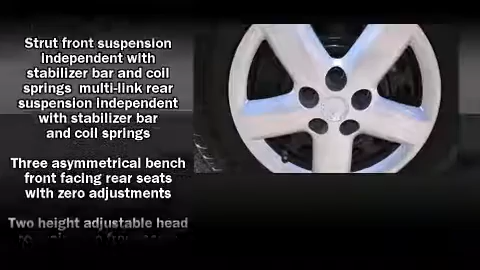 Strut front suspension
independent with
stabilizer bar and coil
springs multi-link rear
suspension independent
with stabilizer bar
and coil springs
Three asymmetrical bench
front facing rear seats
with zero adjustments
Two height adjustable head